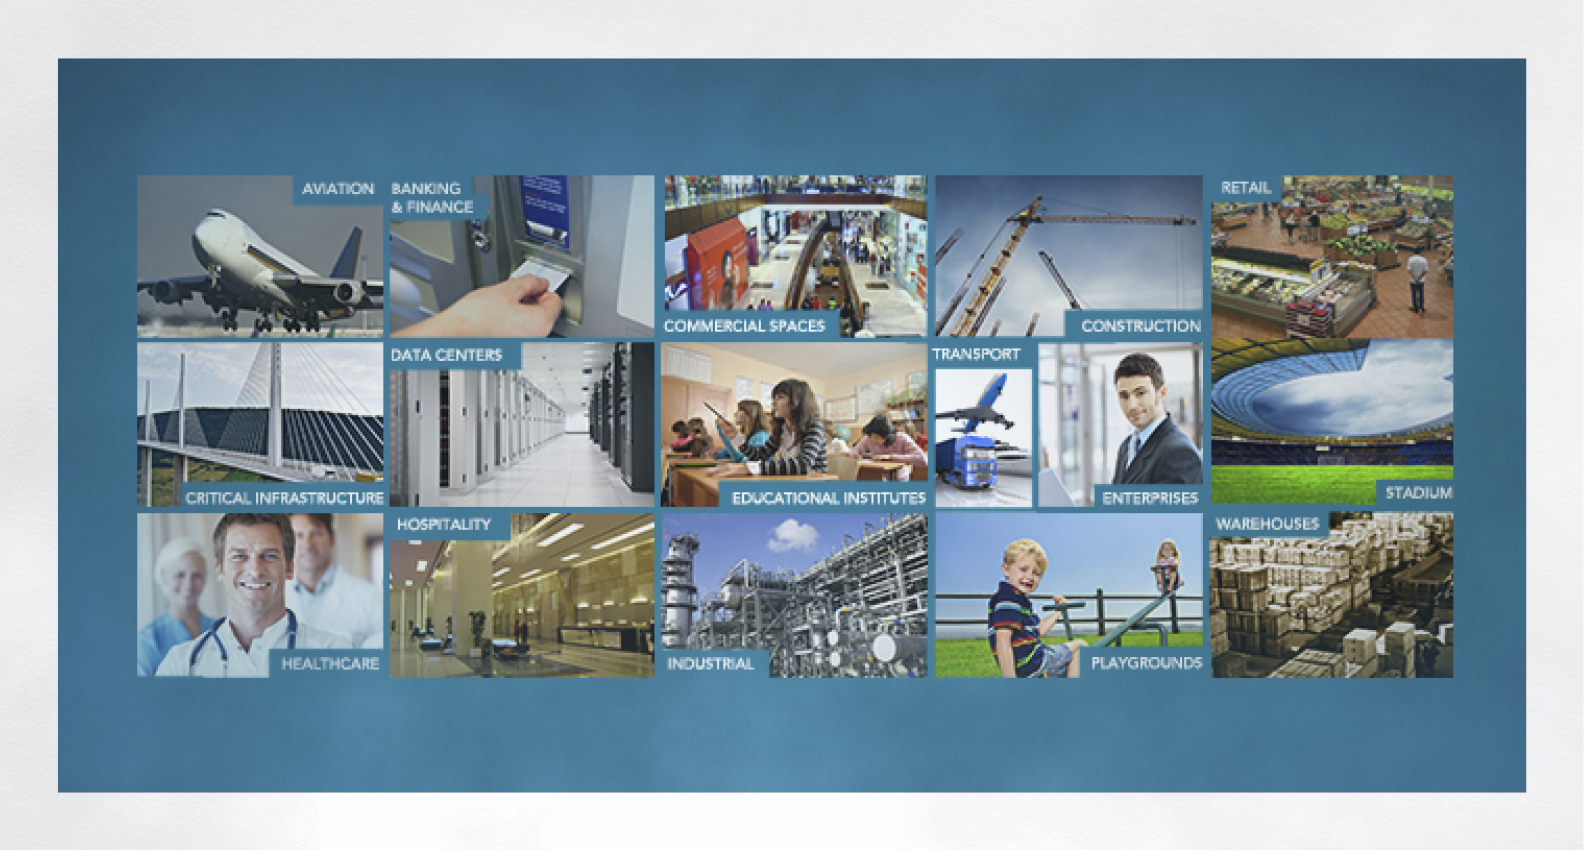 AVIATION
BANKING
& FINANCE
COMMERCIAL SPACES
CONSTRUCTION
RETAIL
CRITICAL INFRASTRUCTURE
DATA CENTERS
EDUCATIONAL INSTITUTES
TRANSPORT
ENTERPRISES
STADIUM
HEALTHCARE
HOSPITALITY
INDUSTRIAL
PLAYGROUNDS
WAREHOUSES